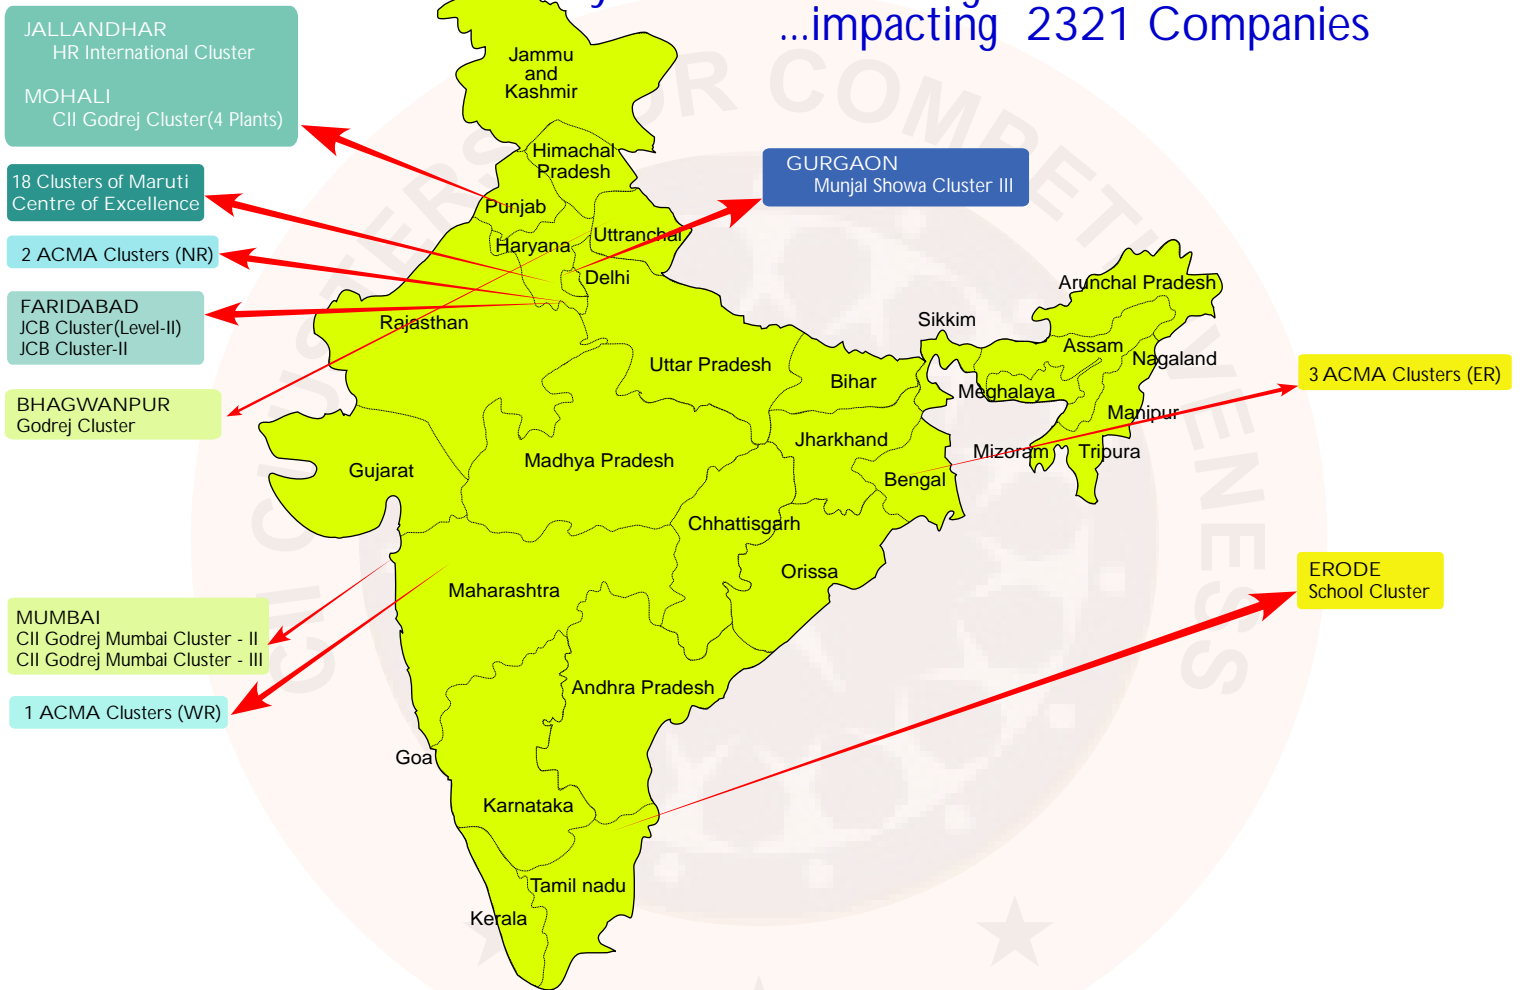 ...impacting 2321 Companies
JALLANDHAR
HR International Cluster
MOHALI
CII Godrej Cluster(4 Plants)
18 Clusters of Maruti
Centre of Excellence
2 ACMA Clusters (NR)
FARIDABAD
JCB Cluster(Level-II)
JCB Cluster-II
BHAGWANPUR
Godrej Cluster
MUMBAI
CII Godrej Mumbai Cluster - II
CII Godrej Mumbai Cluster - III
1 ACMA Clusters (WR)
GURGAON
Munjal Showa Cluster III
3 ACMA Clusters (ER)
ERODE
School Cluster
Jammu
and
Kashmir
Himachal
Pradesh
Punjab
Haryana
Uttranchal
Delhi
Rajasthan
Uttar Pradesh
Bihar
Sikkim
Arunchal Pradesh
Assam
Nagaland
Meghalaya
Manipur
Mizoram
Tripura
Jharkhand
Bengal
Gujarat
Madhya Pradesh
Chhattisgarh
Orissa
Maharashtra
Andhra Pradesh
Goa
Karnataka
Tamil nadu
Kerala
CII CLUSTERS FOR COMPETITIVENESS